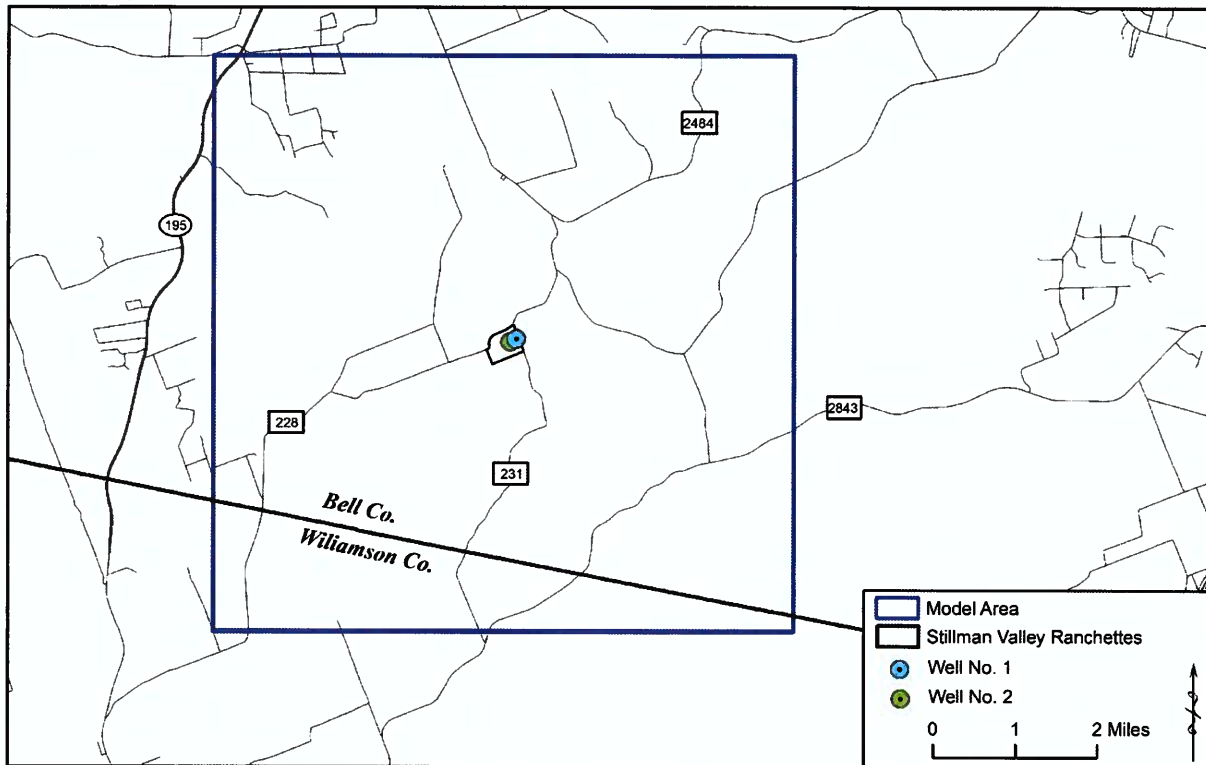 2484
195
228
2843
231
Bell Co.
Wiliamson Co.
Model Area
Stillman Valley Ranchettes
Well No. 1
Well No. 2
0 1 2 Miles